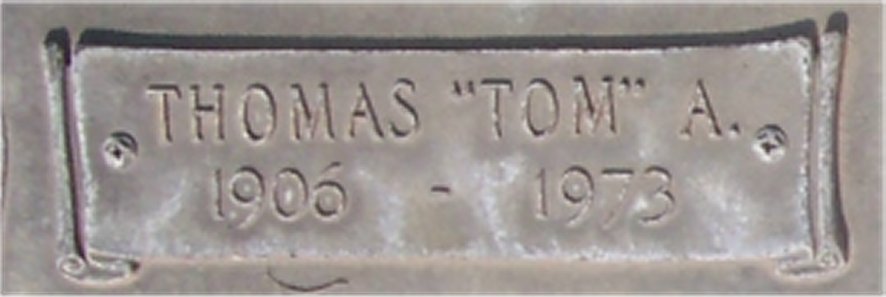 THOMAS "TOM" A.
1906 - 1973